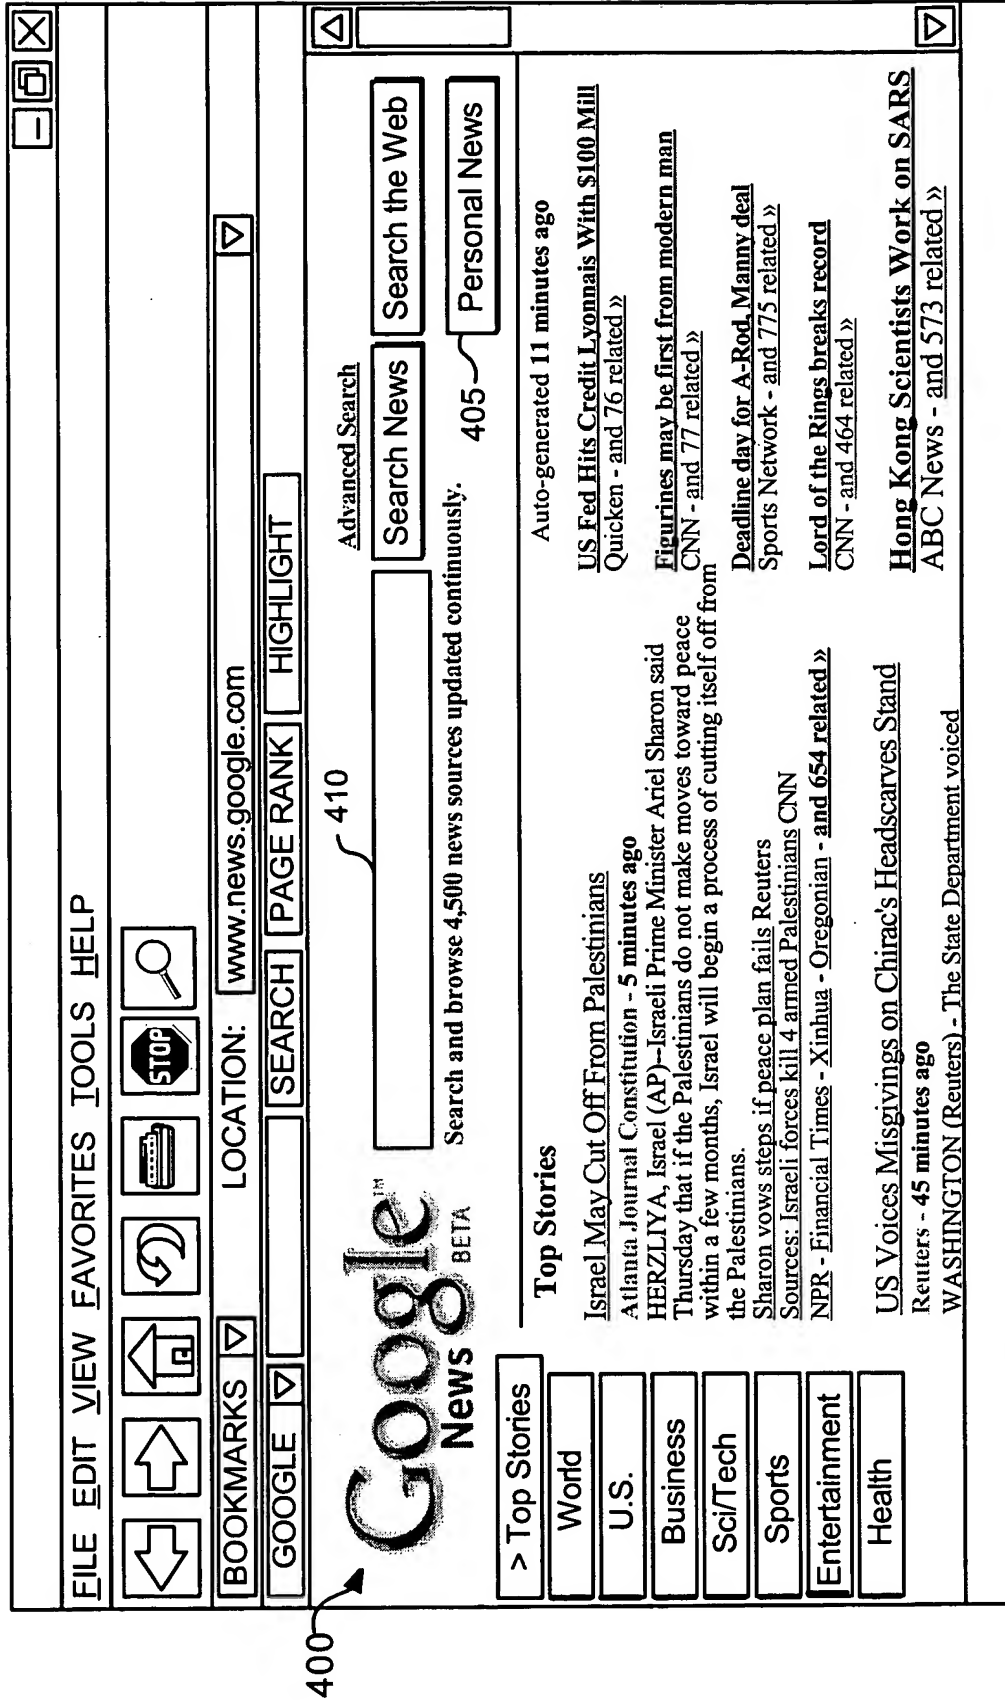 FILE EDIT VIEW FAVORITES TOOLS HELP
STOP
BOOKMARKS LOCATION: www.news.google.com
GOOGLE SEARCH PAGE RANK HIGHLIGHT
400
410
Google™
News BETA
Advanced Search
Search News Search the Web
Search and browse 4,500 news sources updated continuously.
405 Personal News
> Top Stories
World
U.S.
Business
Sci/Tech
Sports
Entertainment
Health
Top Stories
Auto-generated 11 minutes ago
Israel May Cut Off From Palestinians
Atlanta Journal Constitution - 5 minutes ago
HERZLIYA, Israel (AP)--Israeli Prime Minister Ariel Sharon said
Thursday that if the Palestinians do not make moves toward peace
within a few months, Israel will begin a process of cutting itself off from
the Palestinians.
Sharon vows steps if peace plan fails Reuters
Sources: Israeli forces kill 4 armed Palestinians CNN
NPR - Financial Times - Xinhua - Oregonian - and 654 related »
US Voices Misgivings on Chirac's Headscarves Stand
Reuters - 45 minutes ago
WASHINGTON (Reuters) - The State Department voiced
US Fed Hits Credit Lyonnais With $100 Mill
Quicken - and 76 related »
Figurines may be first from modern man
CNN - and 77 related »
Deadline day for A-Rod, Manny deal
Sports Network - and 775 related »
Lord of the Rings breaks record
CNN - and 464 related »
Hong Kong Scientists Work on SARS
ABC News - and 573 related »